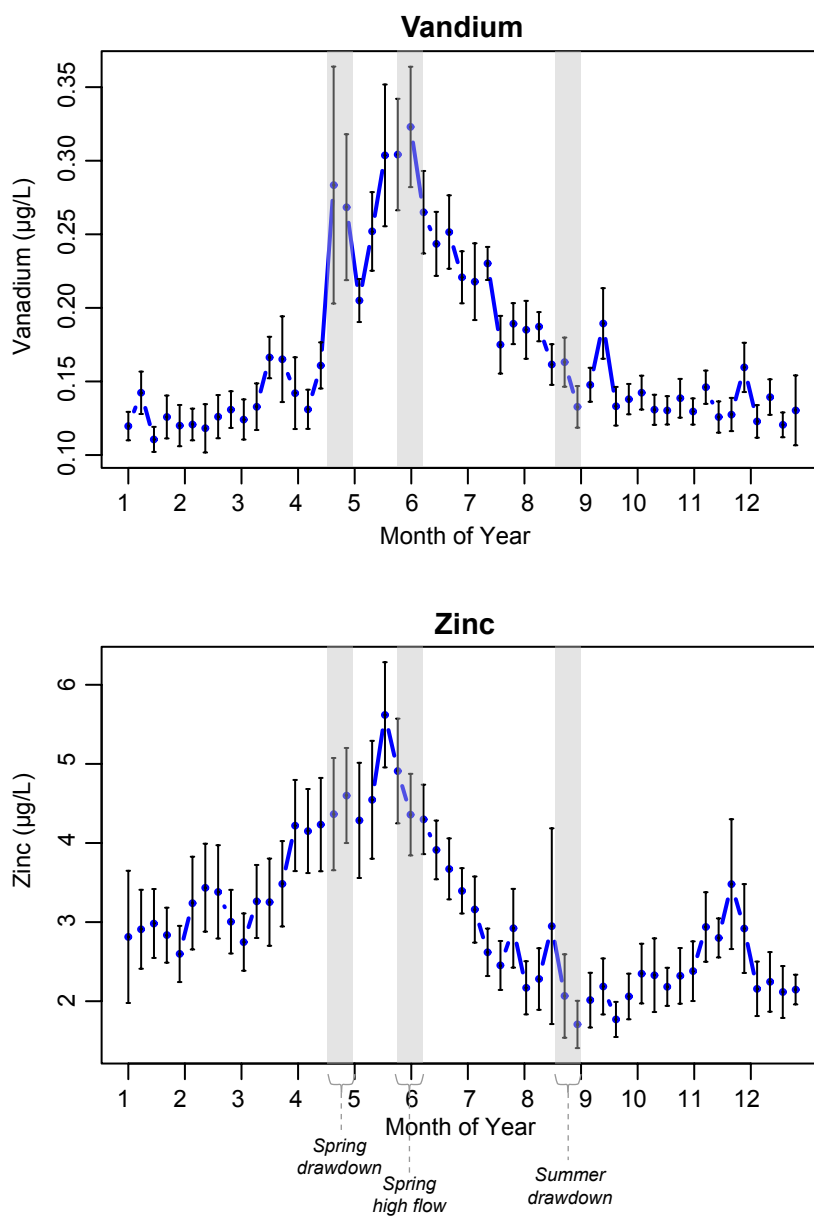 Vandium
0.35
0.30
0.25
0.20
0.15
0.10
Vanadium (µg/L)
1 2 3 4 5 6 7 8 9 10 11 12
Month of Year
Zinc
6
5
4
3
2
Zinc (µg/L)
1 2 3 4 5 6 7 8 9 10 11 12
Month of Year
Spring
drawdown
Spring
high flow
Summer
drawdown